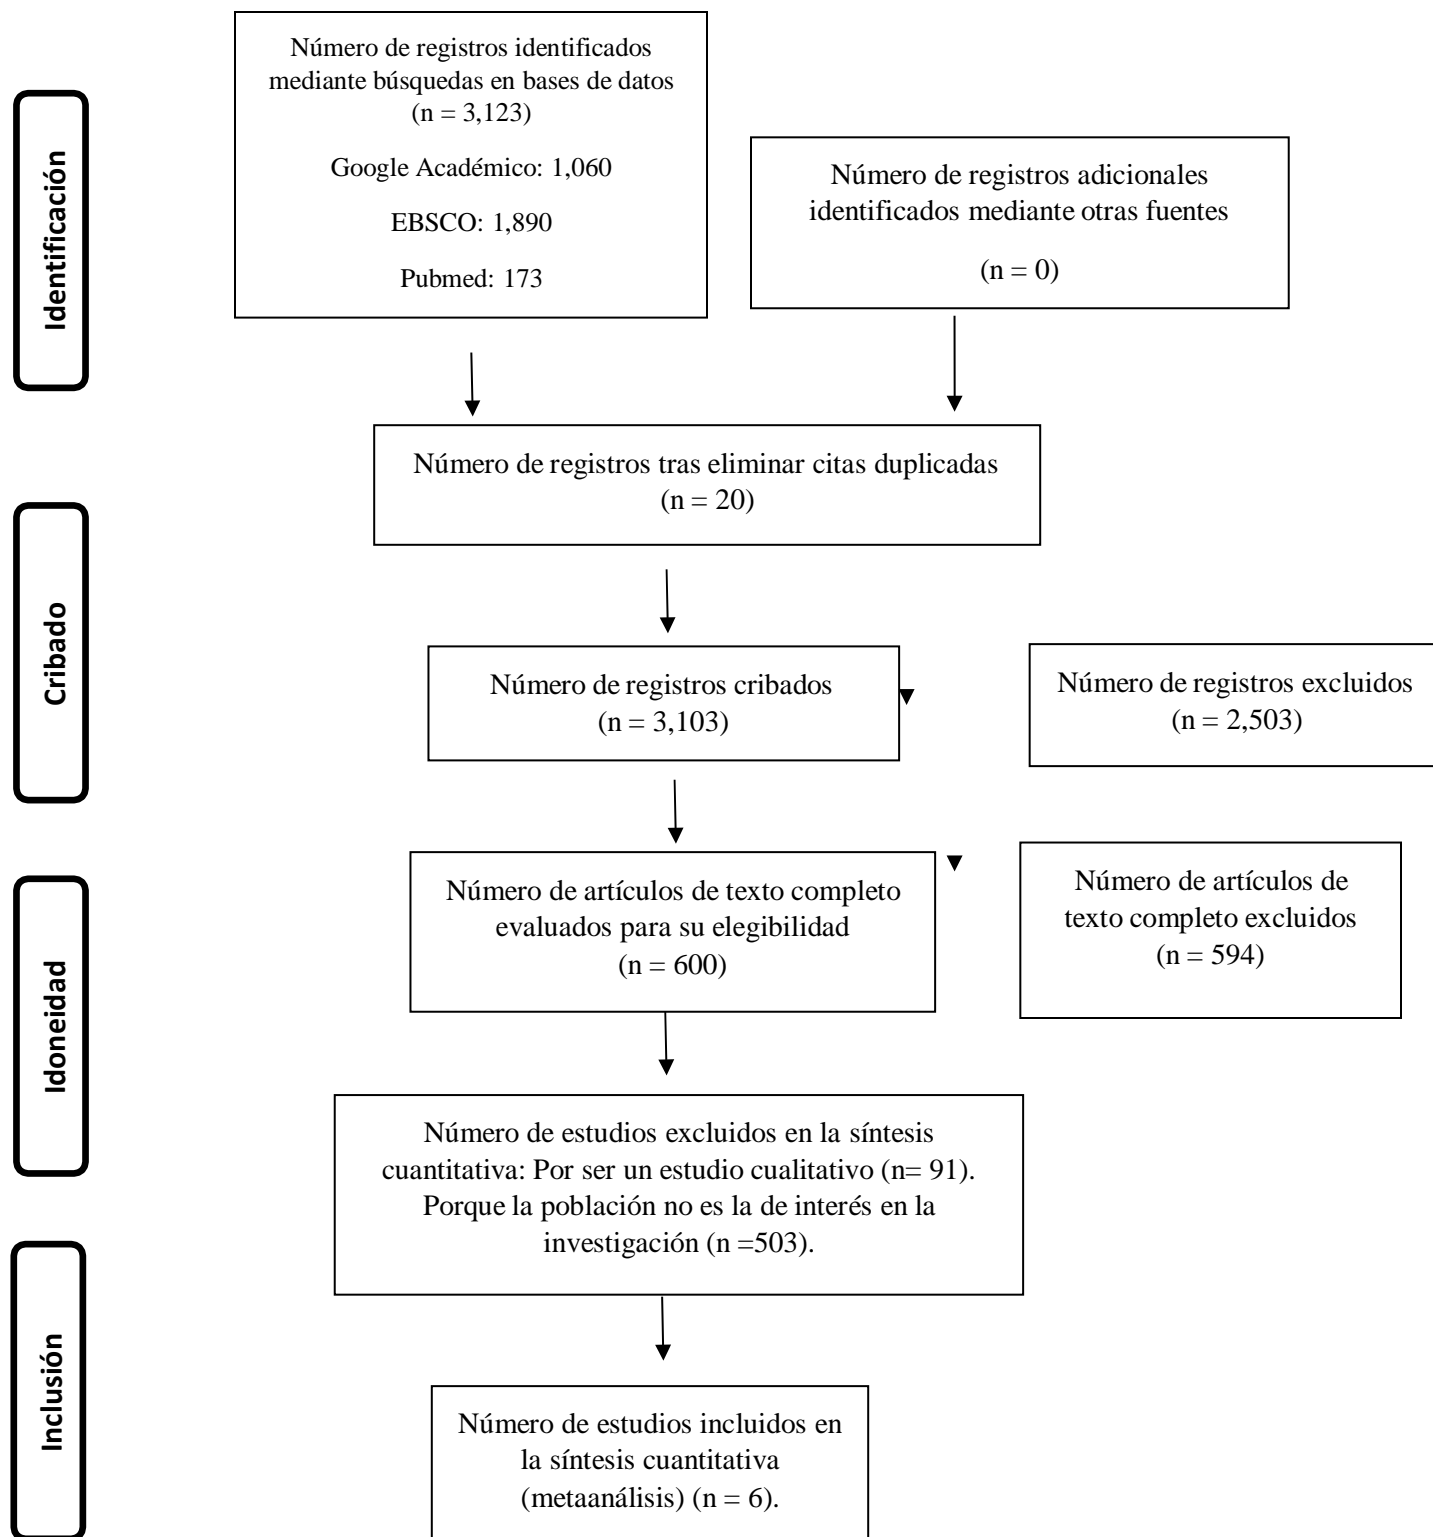 Identificación
Número de registros identificados
mediante búsquedas en bases de datos
(n = 3,123)
Google Académico: 1,060
EBSCO: 1,890
Pubmed: 173
Número de registros adicionales
identificados mediante otras fuentes
(n = 0)
Número de registros tras eliminar citas duplicadas
(n = 20)
Cribado
Número de registros cribados
(n = 3,103)
Número de registros excluidos
(n = 2,503)
Idoneidad
Número de artículos de texto completo
evaluados para su elegibilidad
(n = 600)
Número de artículos de
texto completo excluidos
(n = 594)
Número de estudios excluidos en la síntesis
cuantitativa: Por ser un estudio cualitativo (n= 91).
Porque la población no es la de interés en la
investigación (n =503).
Inclusión
Número de estudios incluidos en
la síntesis cuantitativa
(metaanálisis) (n = 6).